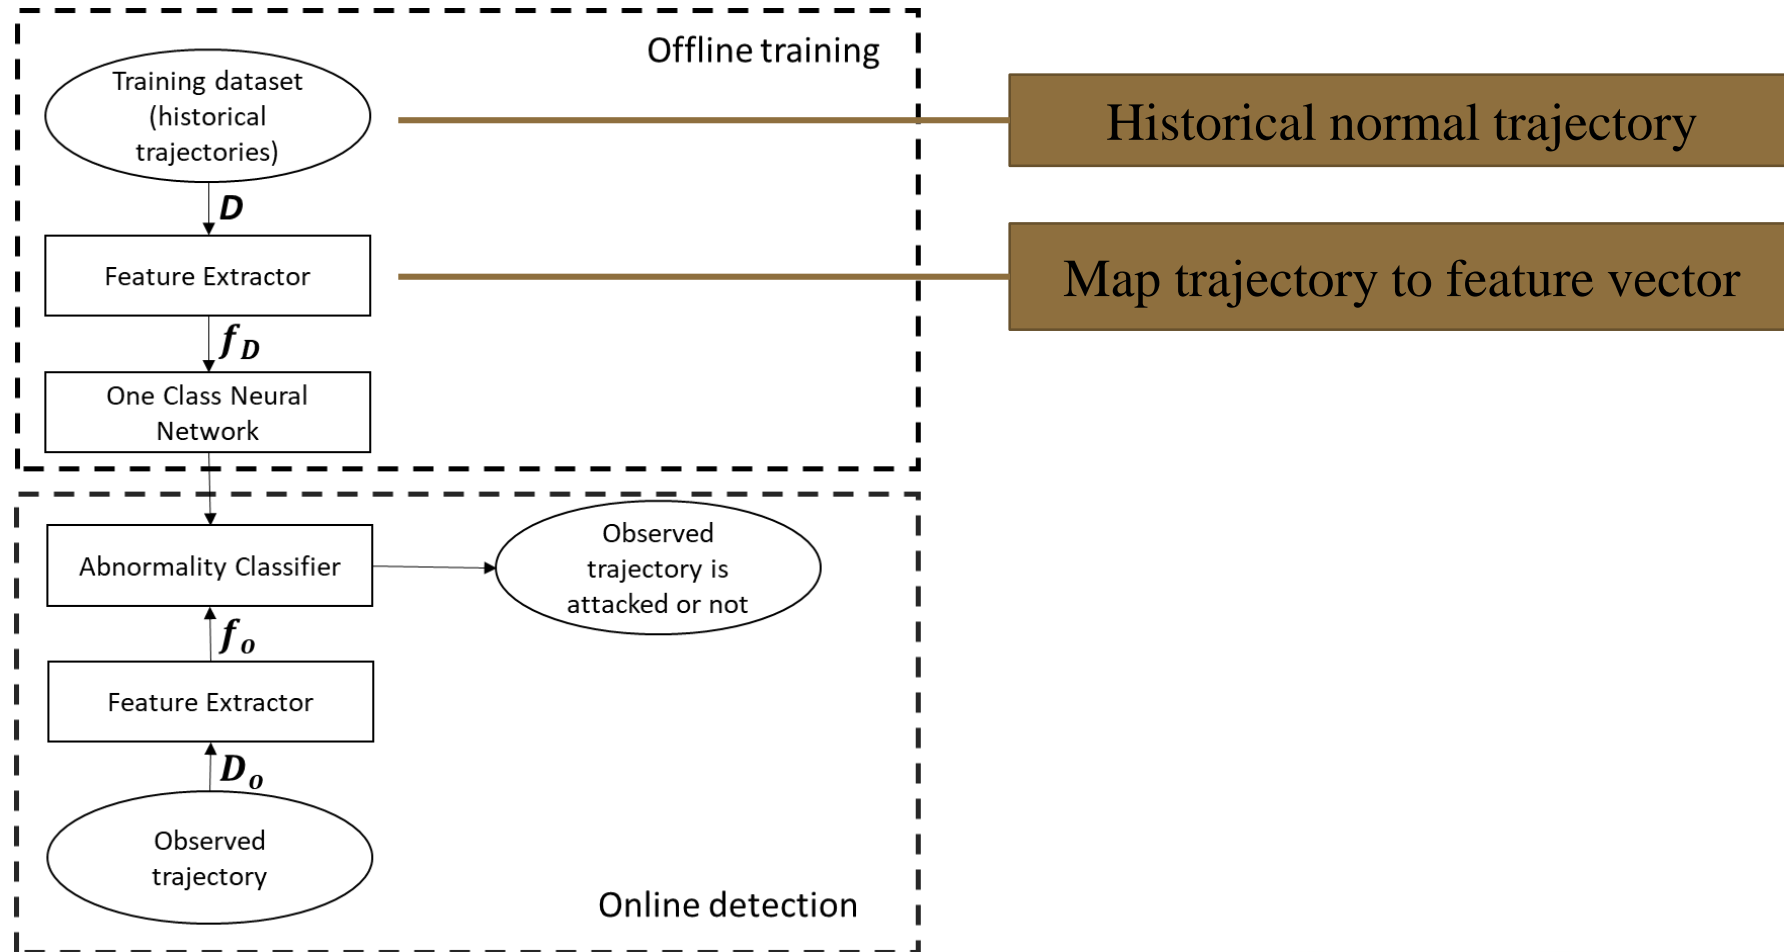 Offline training
Training dataset
(historical
trajectories)
Historical normal trajectory
D
Feature Extractor
Map trajectory to feature vector
f_D
One Class Neural
Network
Abnormality Classifier
Observed
trajectory is
attacked or not
f_o
Feature Extractor
D_o
Observed
trajectory
Online detection